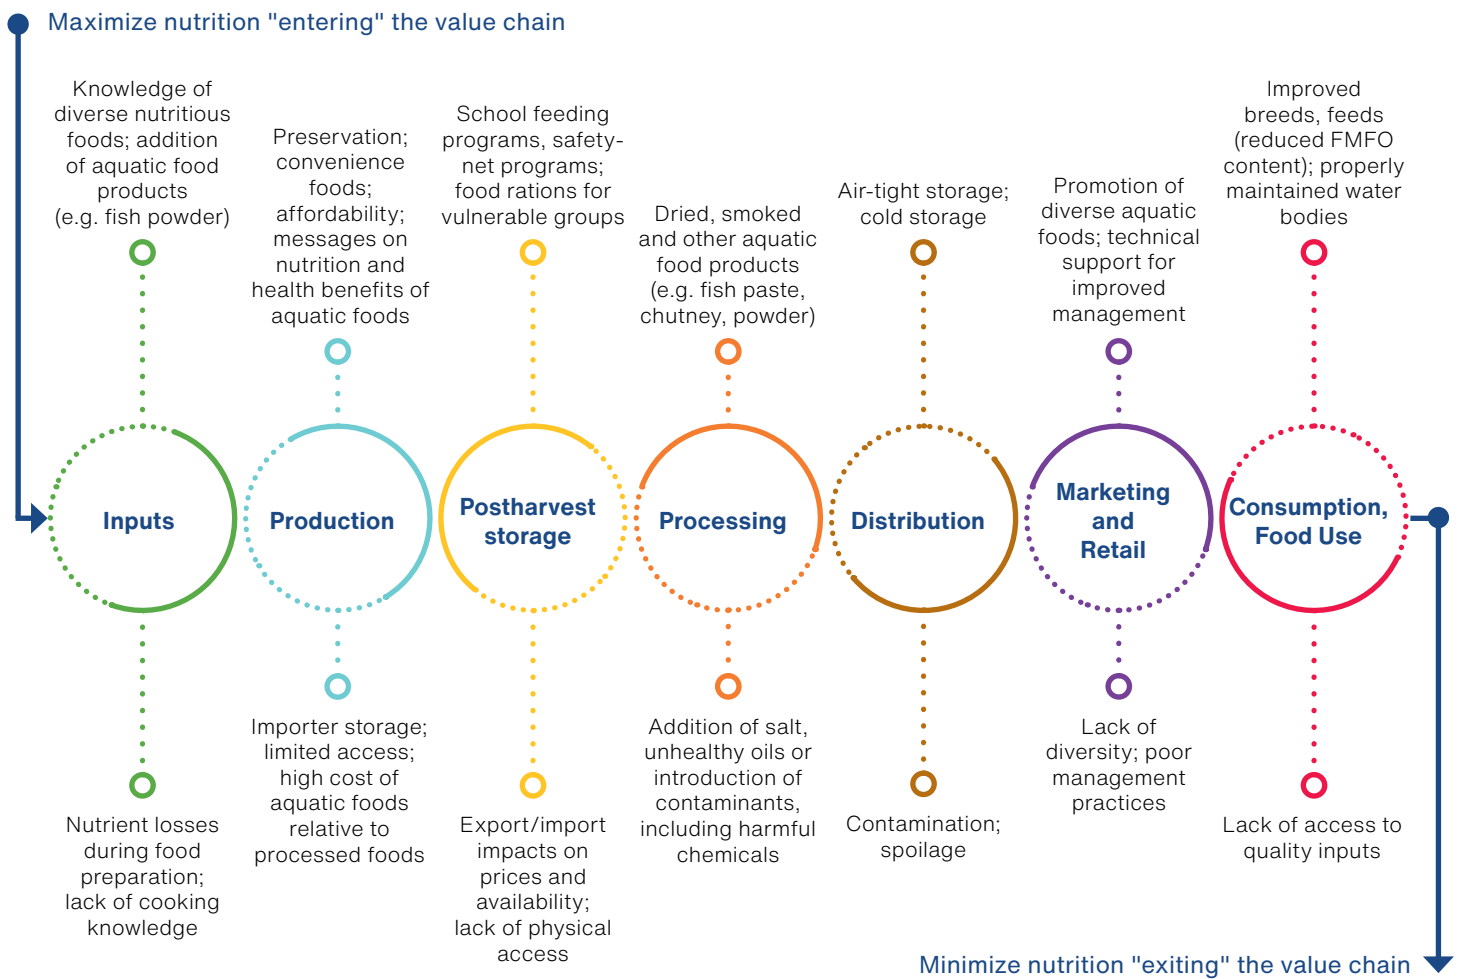 Maximize nutrition "entering" the value chain
Knowledge of
diverse nutritious
foods; addition
of aquatic food
products
(e.g. fish powder)
Preservation;
convenience
foods;
affordability;
messages on
nutrition and
health benefits of
aquatic foods
School feeding
programs, safety-
net programs;
food rations for
vulnerable groups
Dried, smoked
and other aquatic
food products
(e.g. fish paste,
chutney, powder)
Air-tight storage;
cold storage
Promotion of
diverse aquatic
foods; technical
support for
improved
management
Improved
breeds, feeds
(reduced FMFO
content); properly
maintained water
bodies
Inputs
Production
Postharvest
storage
Processing
Distribution
Marketing
and
Retail
Consumption,
Food Use
Nutrient losses
during food
preparation;
lack of cooking
knowledge
Importer storage;
limited access;
high cost of
aquatic foods
relative to
processed foods
Export/import
impacts on
prices and
availability;
lack of physical
access
Addition of salt,
unhealthy oils or
introduction of
contaminants,
including harmful
chemicals
Contamination;
spoilage
Lack of
diversity; poor
management
practices
Lack of access to
quality inputs
Minimize nutrition "exiting" the value chain